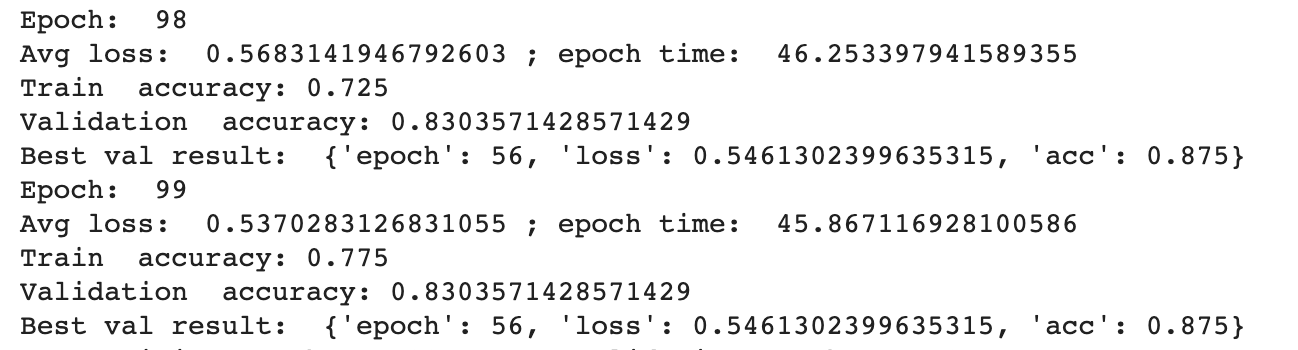 Epoch:  98
Avg loss:  0.5683141946792603 ; epoch time:  46.253397941589355
Train  accuracy: 0.725
Validation  accuracy: 0.8303571428571429
Best val result:  {'epoch': 56, 'loss': 0.5461302399635315, 'acc': 0.875}
Epoch:  99
Avg loss:  0.5370283126831055 ; epoch time:  45.867116928100586
Train  accuracy: 0.775
Validation  accuracy: 0.8303571428571429
Best val result:  {'epoch': 56, 'loss': 0.5461302399635315, 'acc': 0.875}